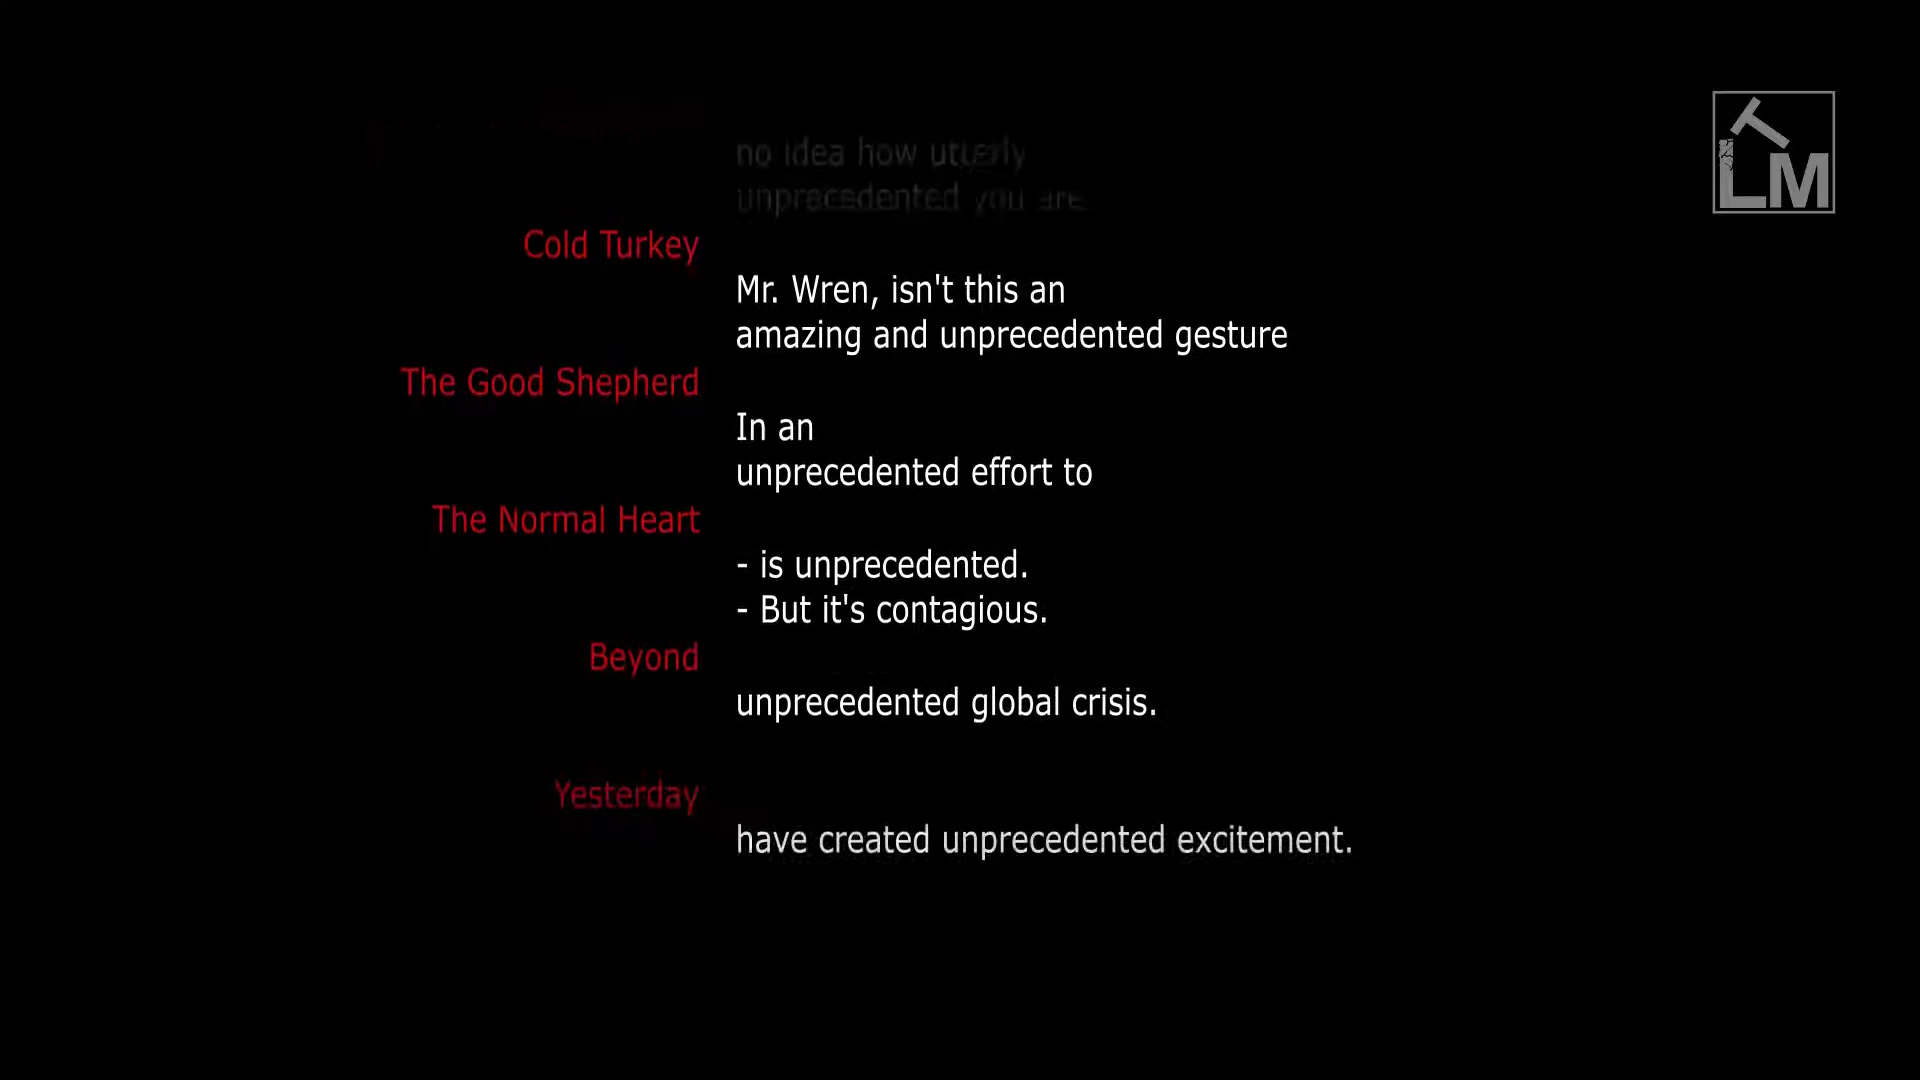 no idea how utterly
unprecedented you are.
Cold Turkey
Mr. Wren, isn't this an
amazing and unprecedented gesture
The Good Shepherd
In an
unprecedented effort to
The Normal Heart
- is unprecedented.
- But it's contagious.
Beyond
unprecedented global crisis.
Yesterday
have created unprecedented excitement.
LM